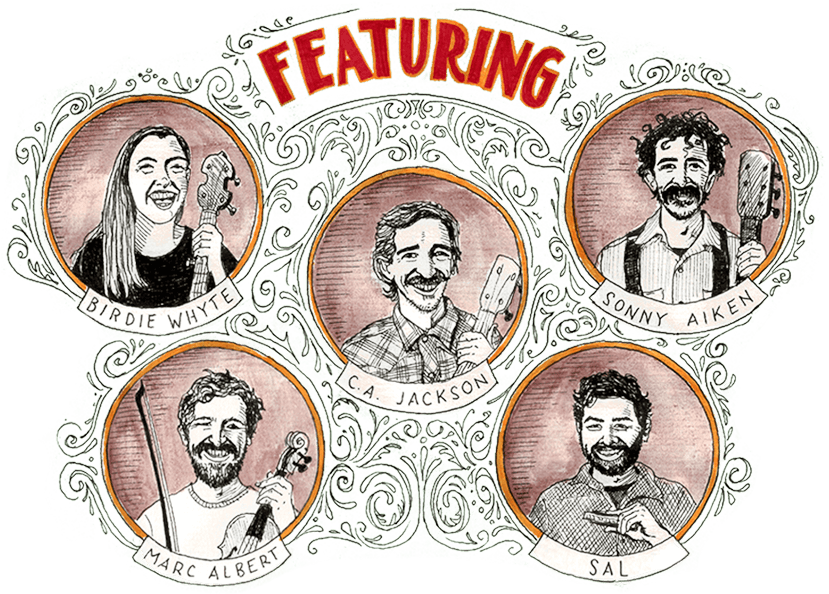 FEATURING
BIRDIE WHYTE
C.A. JACKSON
SONNY AIKEN
MARC ALBERT
SAL